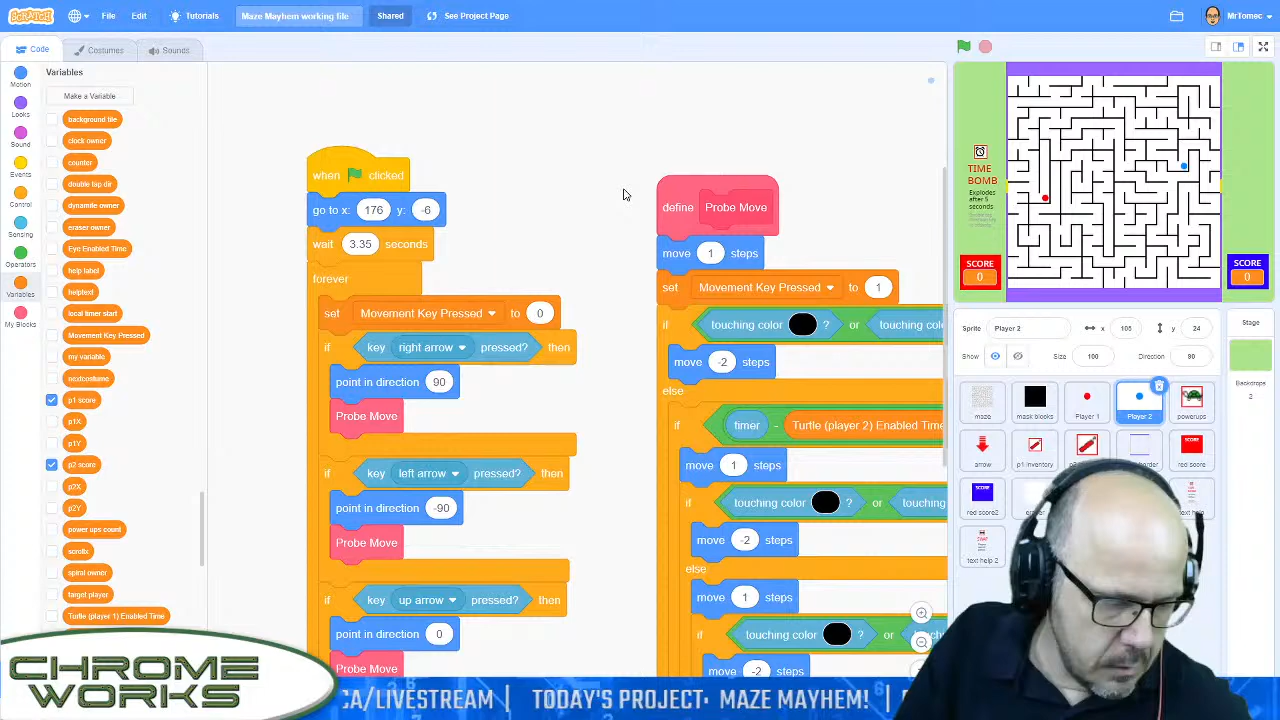 SCRATCH
File
Edit
Tutorials
Maze Mayhem working file
Shared
See Project Page
MrTomec
Code
Costumes
Sounds
Motion
Looks
Sound
Events
Control
Sensing
Operators
Variables
My Blocks
Variables
Make a Variable
background tile
clock owner
counter
double tap dir
dynamite owner
eraser owner
Eye Enabled Time
help label
helptext
local timer start
Movement Key Pressed
my variable
nextcostume
p1 score
p1X
p1Y
p2 score
p2X
p2Y
power ups count
scrollx
spiral owner
target player
Turtle (player 1) Enabled Time
when clicked
go to x: 176 y: -6
wait 3.35 seconds
forever
set Movement Key Pressed to 0
if key right arrow pressed? then
point in direction 90
Probe Move
if key left arrow pressed? then
point in direction -90
Probe Move
if key up arrow pressed? then
point in direction 0
Probe Move
define Probe Move
move 1 steps
set Movement Key Pressed to 1
if touching color ? or touching colo
move -2 steps
else
if timer - Turtle (player 2) Enabled Time
move 1 steps
if touching color ? or touching
move -2 steps
else
move 1 steps
if touching color ? or
move -2 steps
TIME
BOMB
Explodes
after 5
seconds
SCORE
0
SCORE
0
Sprite Player 2 x 105 y 24
Show Size 100 Direction 90
Stage
Backdrops
2
maze
mask blocks
Player 1
Player 2
powerups
arrow
p1 inventory
red score
SCORE
SCORE
red score2
text help 2
CHROME
WORKS
CA/LIVESTREAM | TODAY'S PROJECT: MAZE MAYHEM! |